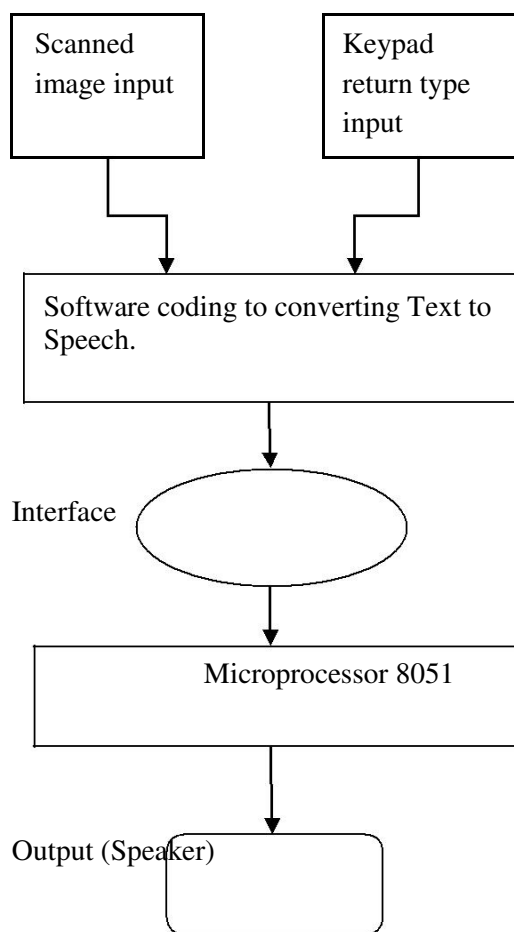 Scanned
image input
Keypad
return type
input
Software coding to converting Text to
Speech.
Interface
Microprocessor 8051
Output (Speaker)